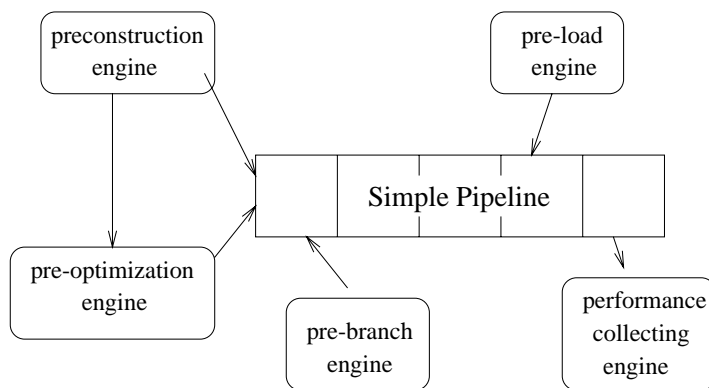 preconstruction
engine
pre-load
engine
Simple Pipeline
pre-optimization
engine
pre-branch
engine
performance
collecting
engine